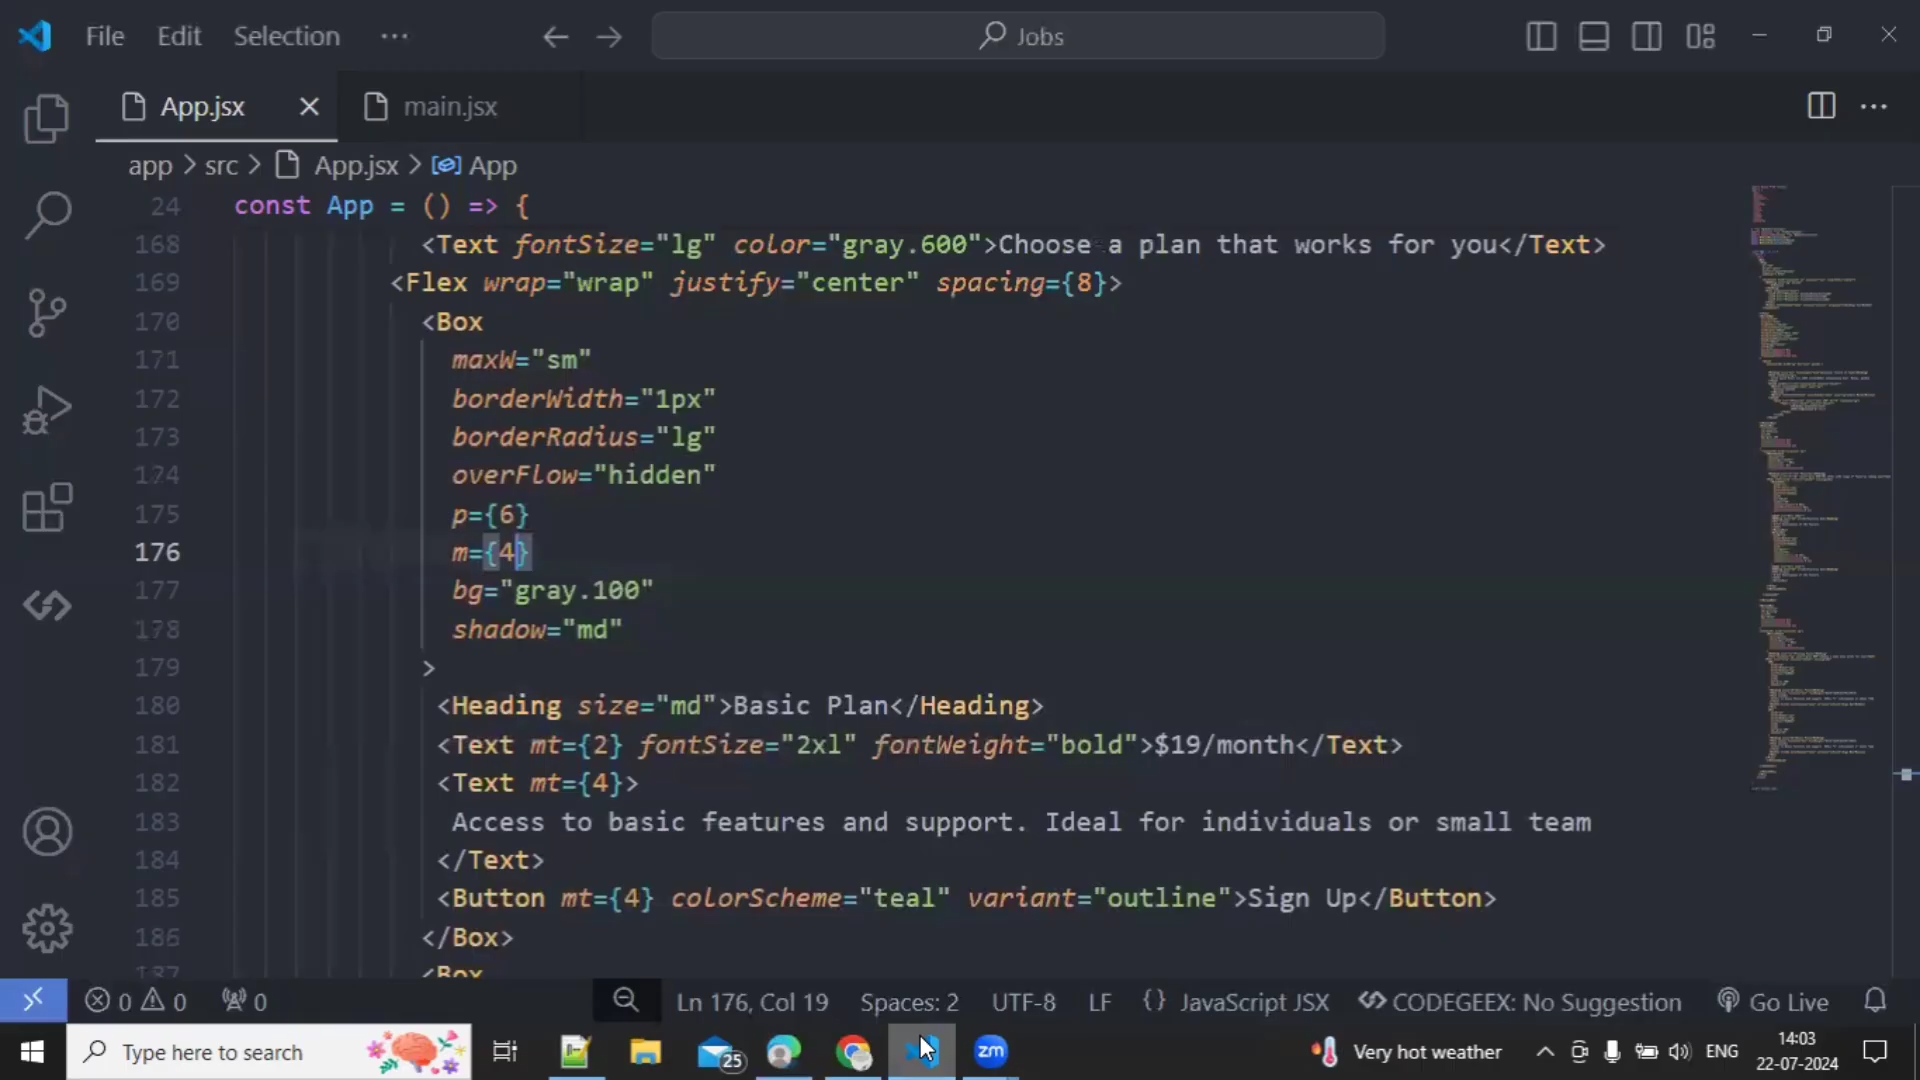 File Edit Selection ··· Jobs
App.jsx main.jsx
app > src > App.jsx > App
24 const App = () => {
168 <Text fontSize="lg" color="gray.600">Choose a plan that works for you</Text>
169 <Flex wrap="wrap" justify="center" spacing={8}>
170 <Box
171 maxW="sm"
172 borderWidth="1px"
173 borderRadius="lg"
174 overFlow="hidden"
175 p={6}
176 m={4}
177 bg="gray.100"
178 shadow="md"
179 >
180 <Heading size="md">Basic Plan</Heading>
181 <Text mt={2} fontSize="2xl" fontWeight="bold">$19/month</Text>
182 <Text mt={4}>
183 Access to basic features and support. Ideal for individuals or small team
184 </Text>
185 <Button mt={4} colorScheme="teal" variant="outline">Sign Up</Button>
186 </Box>
187 <Box
0 0 0 Ln 176, Col 19 Spaces: 2 UTF-8 LF {} JavaScript JSX CODEGEEX: No Suggestion Go Live
Type here to search 25 zm Very hot weather ENG 14:03
22-07-2024